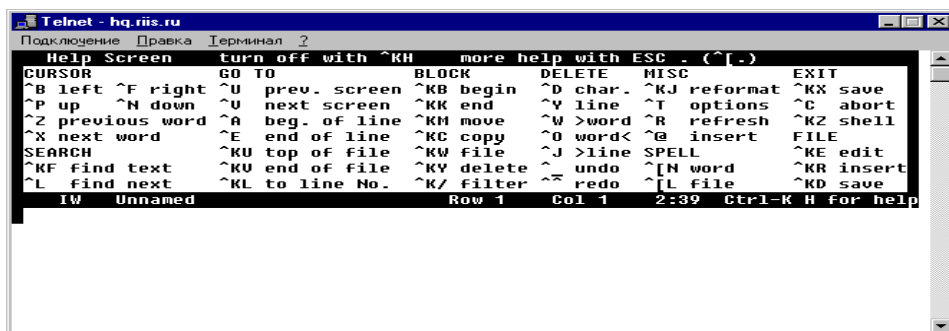 Telnet - hq.riis.ru
Подключение Правка Терминал ?
Help Screen turn off with ^KH more help with ESC . (^[.)
CURSOR GO TO BLOCK DELETE MISC EXIT
^B left ^F right ^U prev. screen ^KB begin ^D char. ^KJ reformat ^KX save
^P up ^N down ^V next screen ^KK end ^Y line ^T options ^C abort
^Z previous word ^A beg. of line ^KM move ^W >word ^R refresh ^KZ shell
^X next word ^E end of line ^KC copy ^O word< ^@ insert FILE
SEARCH ^KU top of file ^KW file ^J >line SPELL ^KE edit
^KF find text ^KV end of file ^KY delete ^_ undo ^[N word ^KR insert
^L find next ^KL to line No. ^K/ filter ^^ redo ^[L file ^KD save
IW Unnamed Row 1 Col 1 2:39 Ctrl-K H for help